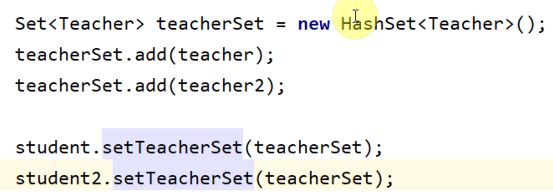 Set<Teacher> teacherSet = new HashSet<Teacher>();
teacherSet.add(teacher);
teacherSet.add(teacher2);
student.setTeacherSet(teacherSet);
student2.setTeacherSet(teacherSet);